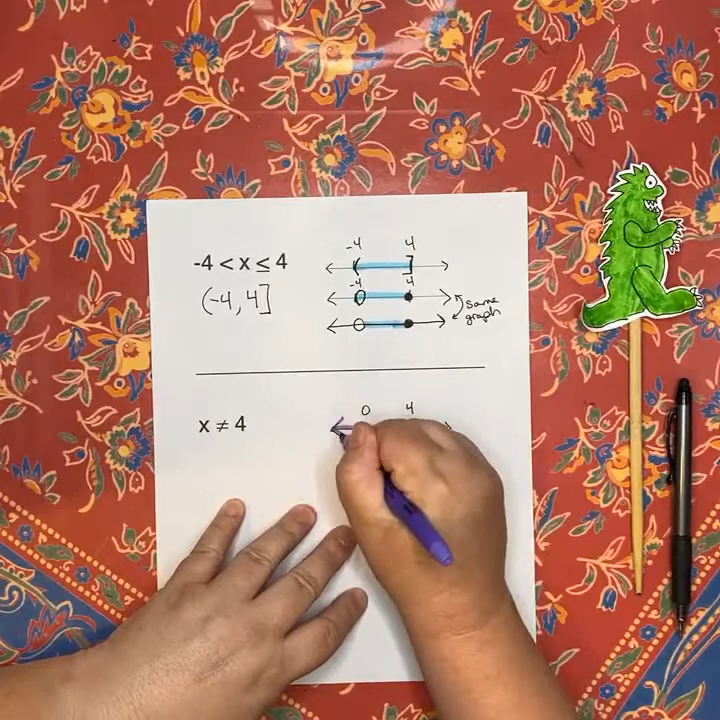 -4 < x ≤ 4
(-4, 4]
-4 4
-4 4
same
graph
x ≠ 4
0 4